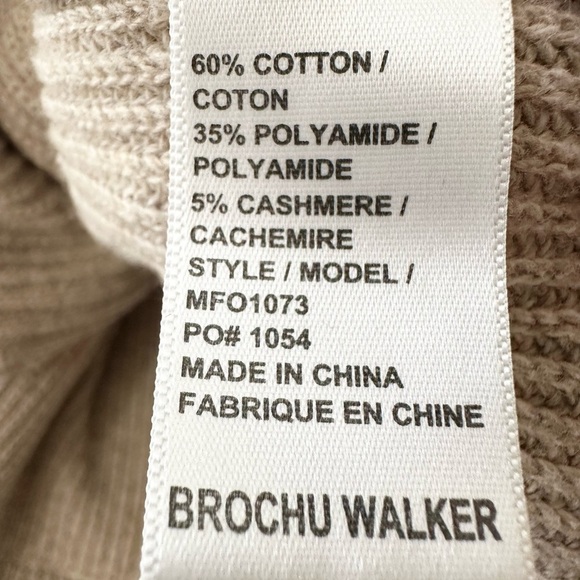 60% COTTON /
COTON
35% POLYAMIDE /
POLYAMIDE
5% CASHMERE /
CACHEMIRE
STYLE / MODEL /
MFO1073
PO# 1054
MADE IN CHINA
FABRIQUE EN CHINE
BROCHU WALKER